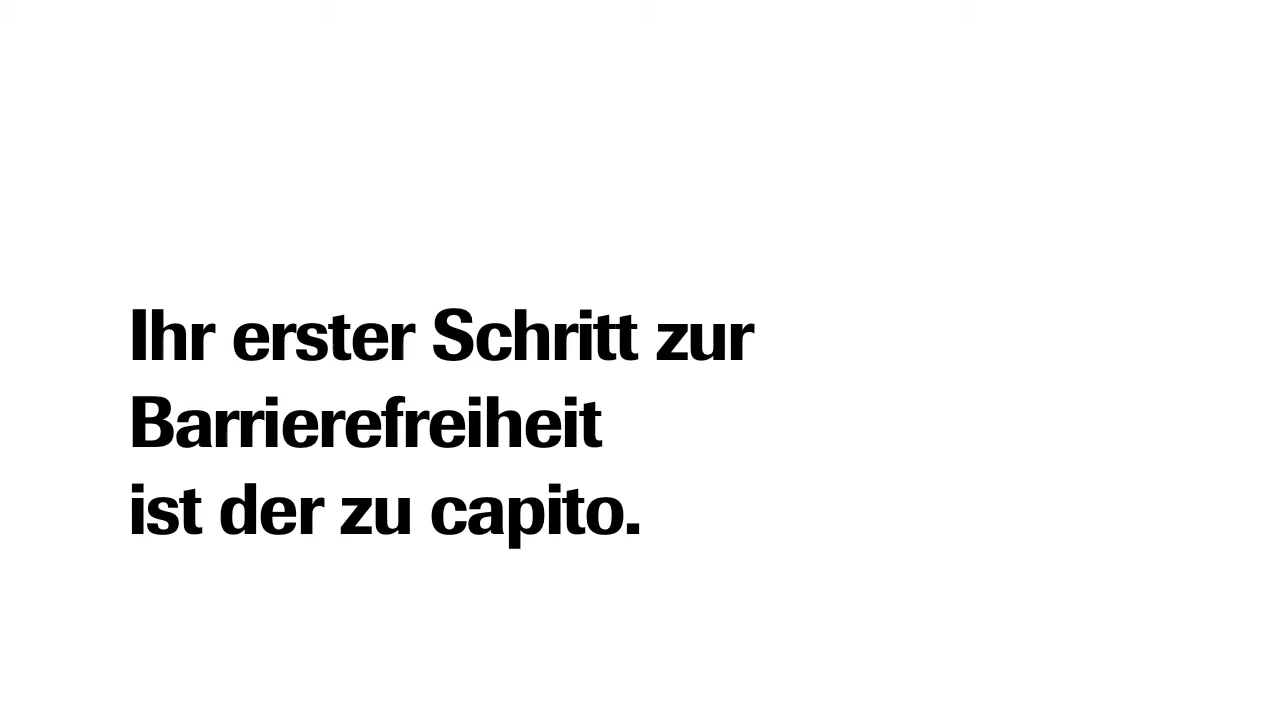 Ihr erster Schritt zur
Barrierefreiheit
ist der zu capito.